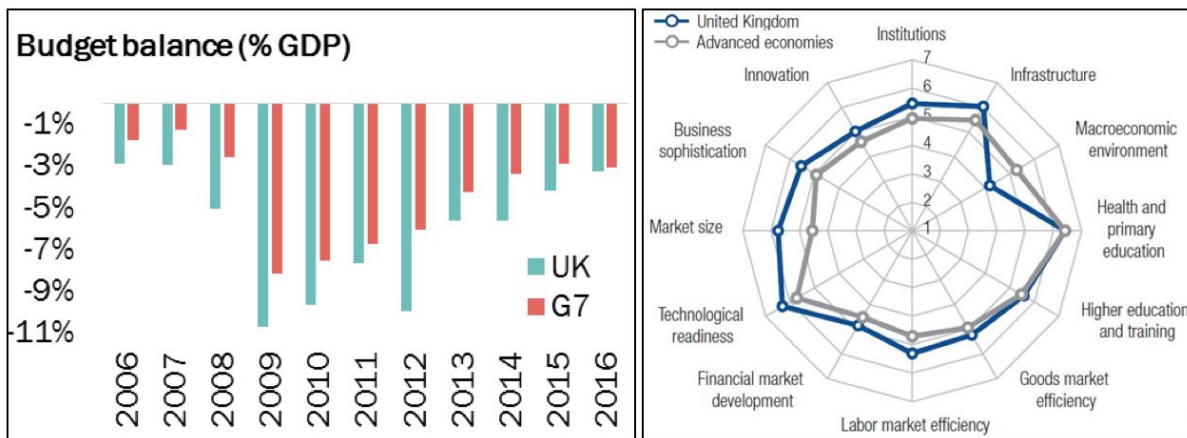 Budget balance (% GDP)
-1%
-3%
-5%
-7%
-9%
-11%
UK
G7
2006
2007
2008
2009
2010
2011
2012
2013
2014
2015
2016
United Kingdom
Advanced economies
Institutions
Infrastructure
Macroeconomic
environment
Health and
primary
education
Higher education
and training
Goods market
efficiency
Labor market efficiency
Financial market
development
Technological
readiness
Market size
Business
sophistication
Innovation
7
6
5
4
3
2
1